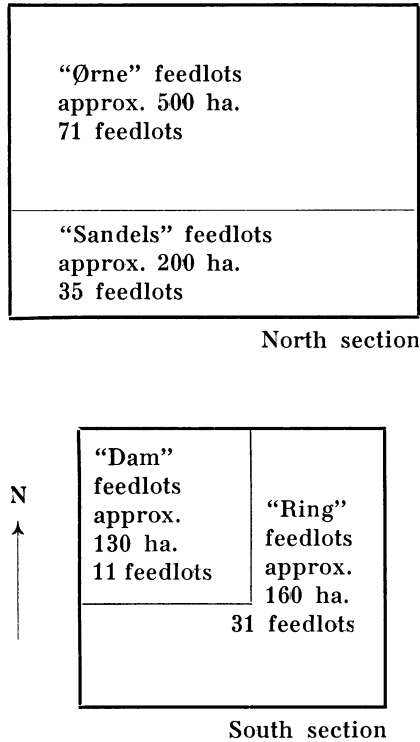 “Ørne” feedlots
approx. 500 ha.
71 feedlots
“Sandels” feedlots
approx. 200 ha.
35 feedlots
North section
“Dam”
feedlots
approx.
130 ha.
11 feedlots
N
“Ring”
feedlots
approx.
160 ha.
31 feedlots
South section